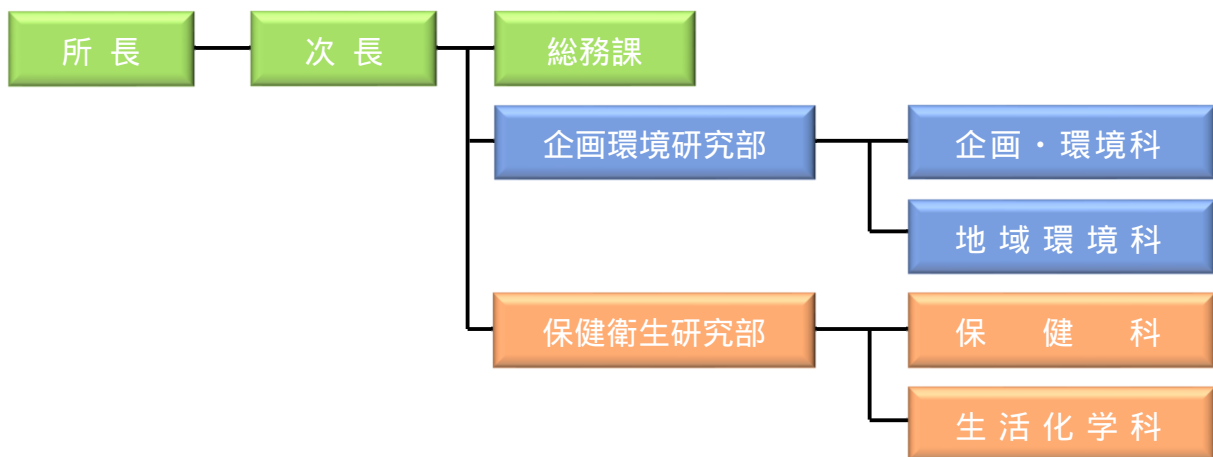 所長
次長
総務課
企画環境研究部
企画・環境科
地域環境科
保健衛生研究部
保健科
生活化学科